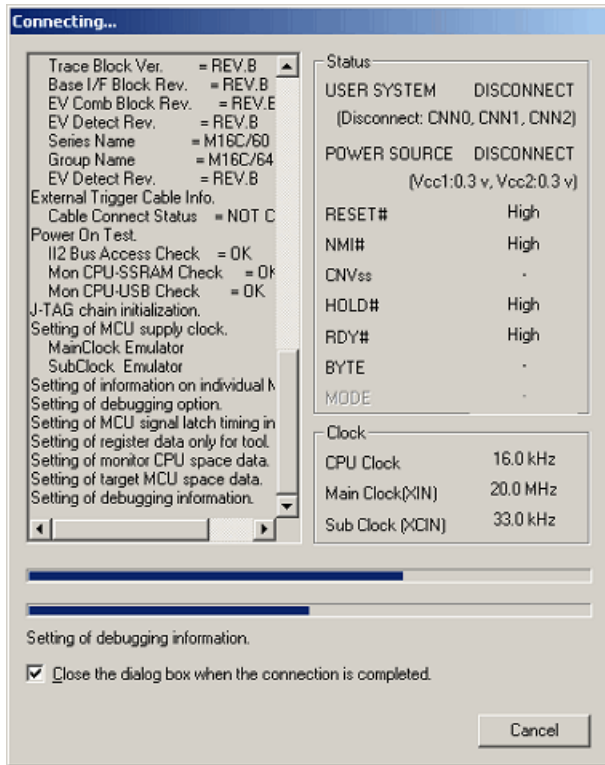 Connecting...
Trace Block Ver. = REV.B
Base I/F Block Rev. = REV.B
EV Comb Block Rev. = REV.E
EV Detect Rev. = REV.B
Series Name = M16C/60
Group Name = M16C/64
EV Detect Rev. = REV.B
External Trigger Cable Info.
Cable Connect Status = NOT C
Power On Test.
II2 Bus Access Check = OK
Mon CPU-SSRAM Check = OK
Mon CPU-USB Check = OK
J-TAG chain initialization.
Setting of MCU supply clock.
MainClock Emulator
SubClock Emulator
Setting of information on individual M
Setting of debugging option.
Setting of MCU signal latch timing in
Setting of register data only for tool.
Setting of monitor CPU space data.
Setting of target MCU space data.
Setting of debugging information.
Status
USER SYSTEM DISCONNECT
(Disconnect: CNN0, CNN1, CNN2)
POWER SOURCE DISCONNECT
(Vcc1:0.3 v, Vcc2:0.3 v)
RESET# High
NMI# High
CNVss -
HOLD# High
RDY# High
BYTE -
MODE -
Clock
CPU Clock 16.0 kHz
Main Clock(XIN) 20.0 MHz
Sub Clock (XCIN) 33.0 kHz
Setting of debugging information.
Close the dialog box when the connection is completed.
Cancel